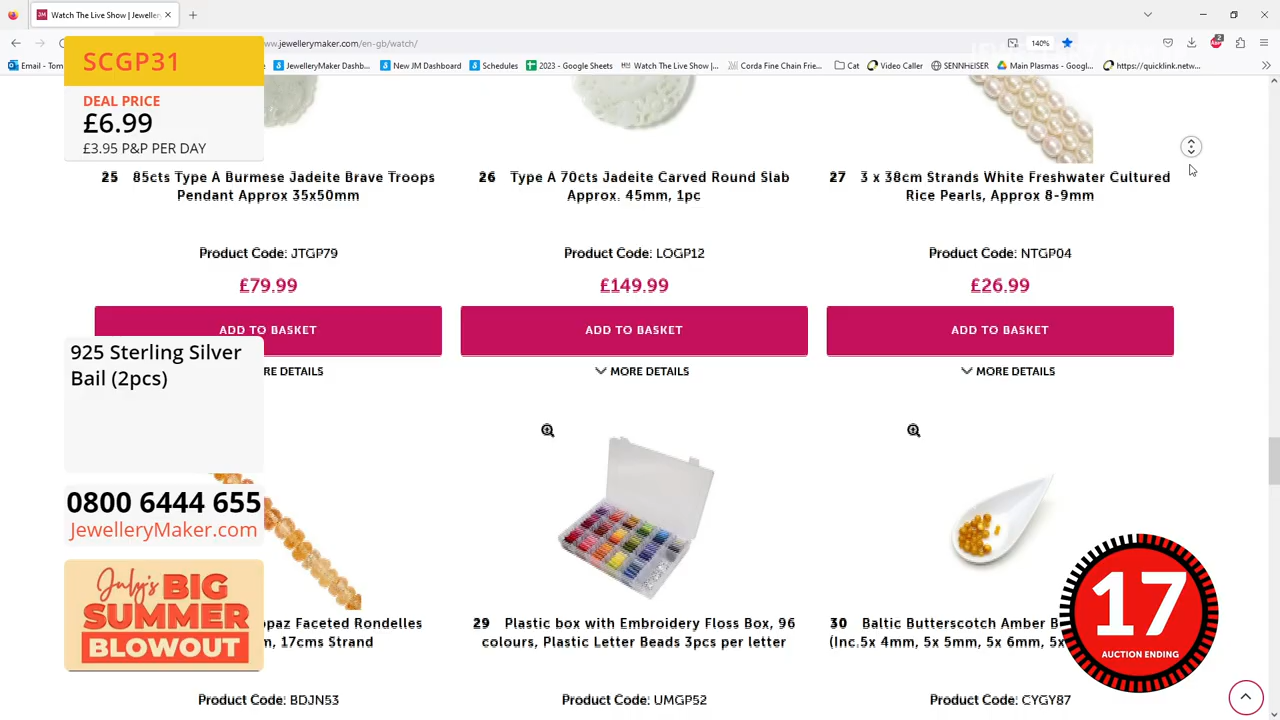 Watch The Live Show | Jeweller
www.jewellerymaker.com/en-gb/watch/
140%
2
Email - Tom
JewelleryMaker Dashb...
New JM Dashboard
Schedules
2023 - Google Sheets
Watch The Live Show |...
Corda Fine Chain Frie...
Cat
Video Caller
SENNHEISER
Main Plasmas - Googl...
https://quicklink.netw...
SCGP31
DEAL PRICE
£6.99
£3.95 P&P PER DAY
25 85cts Type A Burmese Jadeite Brave Troops
Pendant Approx 35x50mm
Product Code: JTGP79
£79.99
ADD TO BASKET
RE DETAILS
26 Type A 70cts Jadeite Carved Round Slab
Approx. 45mm, 1pc
Product Code: LOGP12
£149.99
ADD TO BASKET
MORE DETAILS
27 3 x 38cm Strands White Freshwater Cultured
Rice Pearls, Approx 8-9mm
Product Code: NTGP04
£26.99
ADD TO BASKET
MORE DETAILS
925 Sterling Silver
Bail (2pcs)
0800 6444 655
JewelleryMaker.com
July's BIG
SUMMER
BLOWOUT
paz Faceted Rondelles
m, 17cms Strand
Product Code: BDJN53
29 Plastic box with Embroidery Floss Box, 96
colours, Plastic Letter Beads 3pcs per letter
Product Code: UMGP52
30 Baltic Butterscotch Amber B
(Inc.5x 4mm, 5x 5mm, 5x 6mm, 5x
Product Code: CYGY87
17
AUCTION ENDING